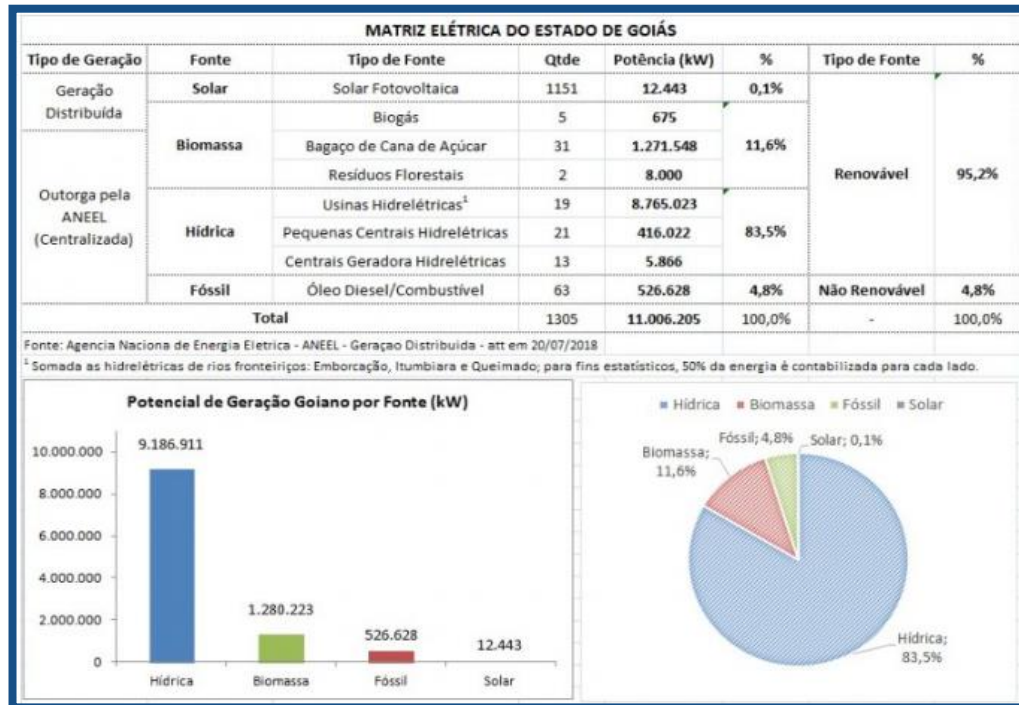 MATRIZ ELÉTRICA DO ESTADO DE GOIÁS
Tipo de Geração Fonte Tipo de Fonte Qtde Potência (kW) % Tipo de Fonte %
Geração Distribuída Solar Solar Fotovoltaica 1151 12.443 0,1% Renovável 95,2%
Biomassa Biogás 5 675 11,6%
Outorga pela ANEEL (Centralizada) Bagaço de Cana de Açúcar 31 1.271.548
Resíduos Florestais 2 8.000
Hídrica Usinas Hidrelétricas¹ 19 8.765.023 83,5%
Pequenas Centrais Hidrelétricas 21 416.022
Centrais Geradora Hidrelétricas 13 5.866
Fóssil Óleo Diesel/Combustível 63 526.628 4,8% Não Renovável 4,8%
Total 1305 11.006.205 100,0% - 100,0%
Fonte: Agencia Naciona de Energia Eletrica - ANEEL - Geraçao Distribuida - att em 20/07/2018
¹ Somada as hidrelétricas de rios fronteiriços: Emborcação, Itumbiara e Queimado; para fins estatísticos, 50% da energia é contabilizada para cada lado.
Potencial de Geração Goiano por Fonte (kW)
10.000.000
8.000.000
6.000.000
4.000.000
2.000.000
0
9.186.911
1.280.223
526.628
12.443
Hídrica Biomassa Fóssil Solar
Hídrica Biomassa Fóssil Solar
Fóssil; 4,8%
Solar; 0,1%
Biomassa;
11,6%
Hídrica;
83,5%